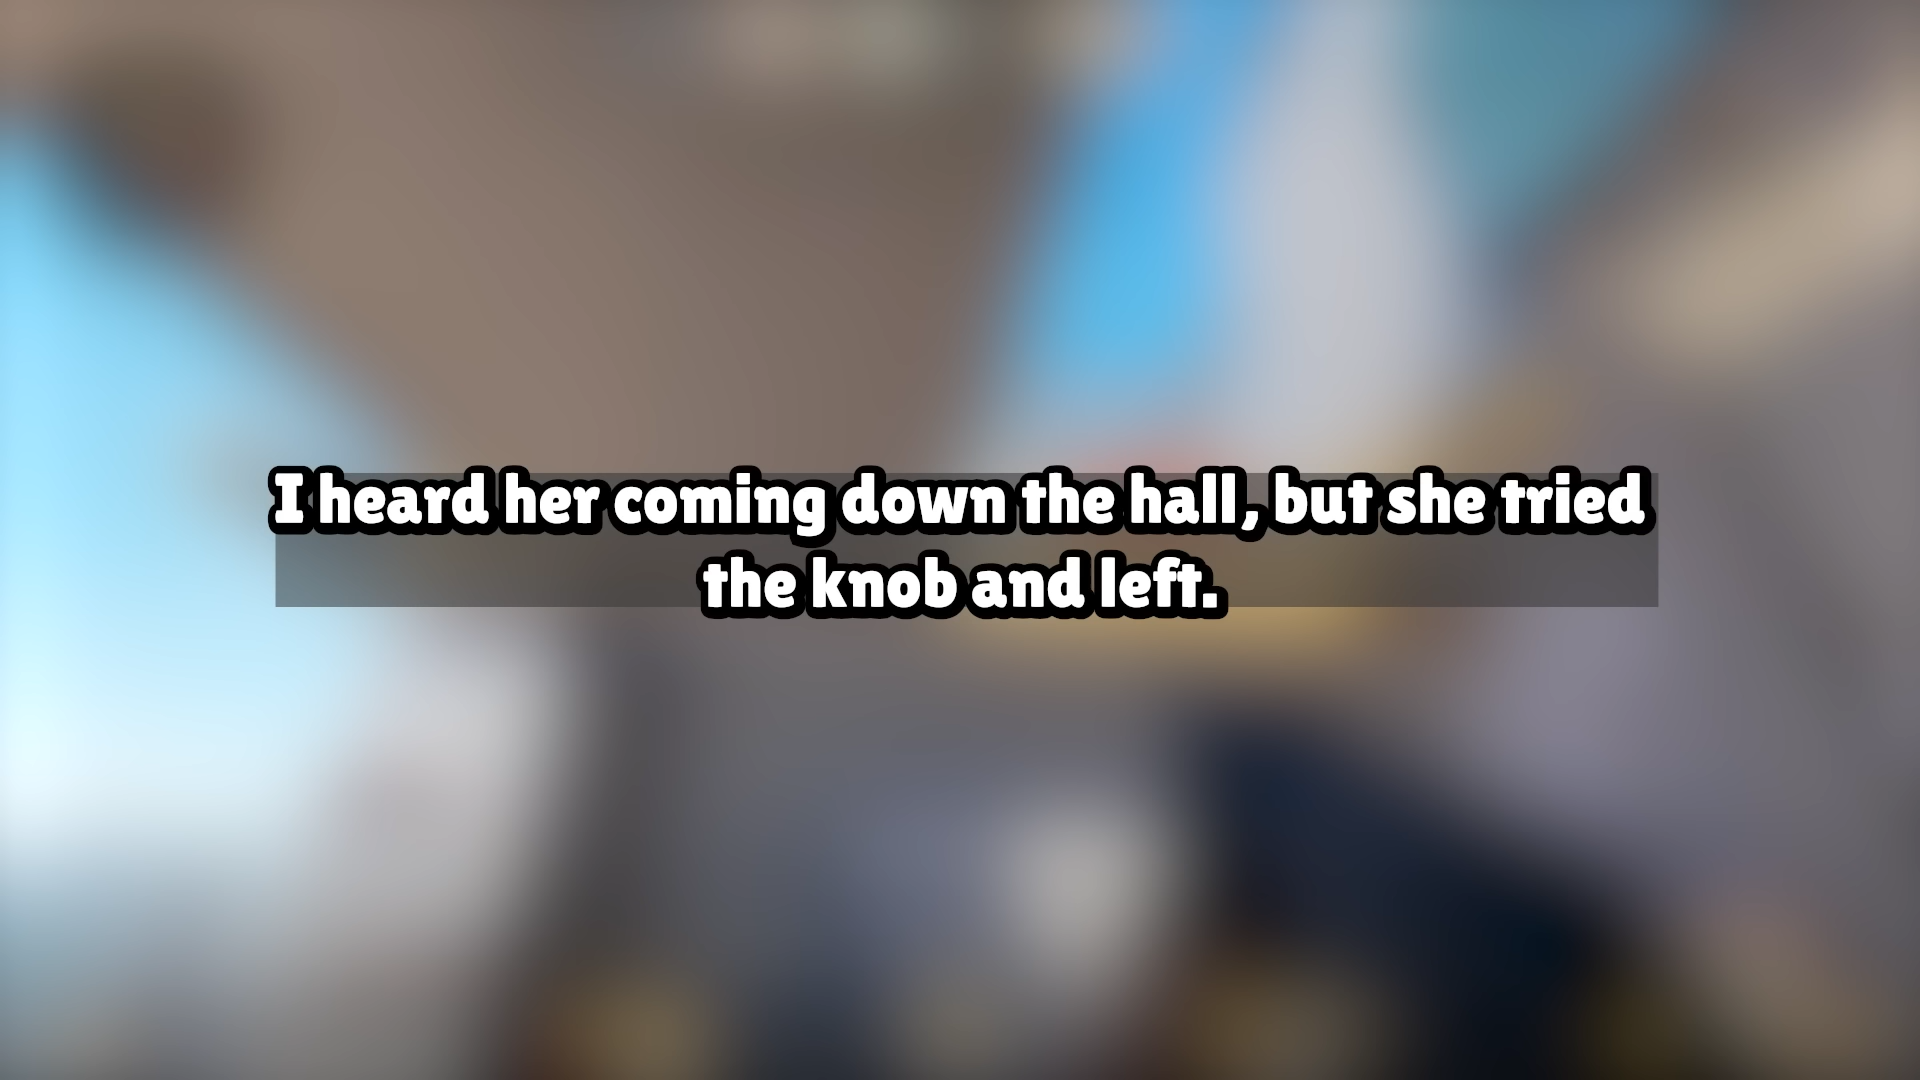 I heard her coming down the hall, but she tried
the knob and left.